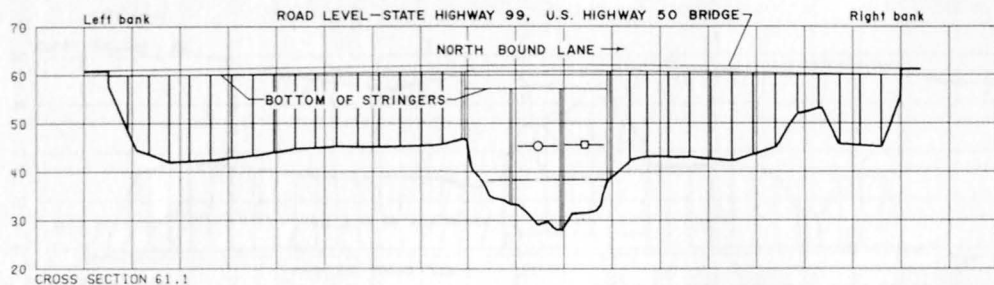 ROAD LEVEL—STATE HIGHWAY 99, U.S. HIGHWAY 50 BRIDGE
Left bank
Right bank
70
NORTH BOUND LANE →
60
BOTTOM OF STRINGERS
50
40
30
20
CROSS SECTION 61.1